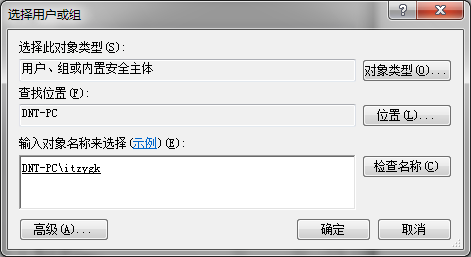 选择用户或组
选择此对象类型(S):
用户、组或内置安全主体
对象类型(O)...
查找位置(F):
DNT-PC
位置(L)...
输入对象名称来选择(示例)(E):
DNT-PC\itzygk
检查名称(C)
高级(A)...
确定
取消